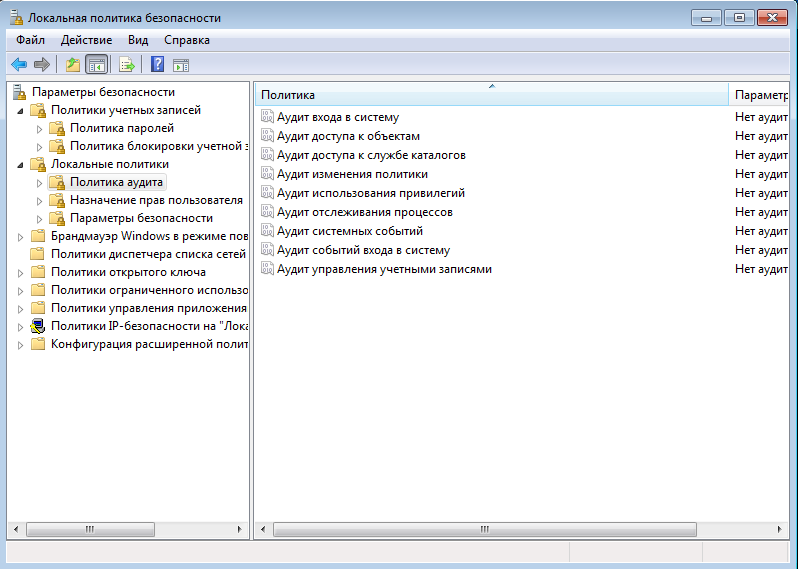 Локальная политика безопасности
Файл Действие Вид Справка
Параметры безопасности
Политики учетных записей
Политика паролей
Политика блокировки учетной з
Локальные политики
Политика аудита
Назначение прав пользователя
Параметры безопасности
Брандмауэр Windows в режиме пов
Политики диспетчера списка сетей
Политики открытого ключа
Политики ограниченного использо
Политики управления приложения
Политики IP-безопасности на "Лока
Конфигурация расширенной полит
Политика Параметр
Аудит входа в систему Нет аудит
Аудит доступа к объектам Нет аудит
Аудит доступа к службе каталогов Нет аудит
Аудит изменения политики Нет аудит
Аудит использования привилегий Нет аудит
Аудит отслеживания процессов Нет аудит
Аудит системных событий Нет аудит
Аудит событий входа в систему Нет аудит
Аудит управления учетными записями Нет аудит